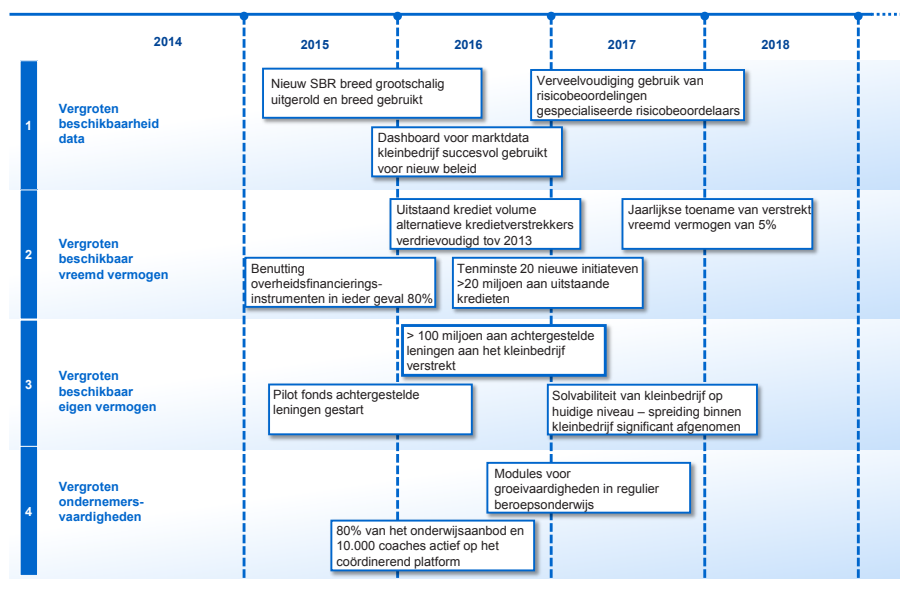 2014
2015
2016
2017
2018
1
Vergroten
beschikbaarheid
data
Nieuw SBR breed grootschalig
uitgerold en breed gebruikt
Verveelvoudiging gebruik van
risicobeoordelingen
gespecialiseerde risicobeoordelaars
Dashboard voor marktdata
kleinbedrijf succesvol gebruikt
voor nieuw beleid
2
Vergroten
beschikbaar
vreemd vermogen
Uitstaand krediet volume
alternatieve kredietverstrekkers
verdrievoudigd tov 2013
Jaarlijkse toename van verstrekt
vreemd vermogen van 5%
Benutting
overheidsfinancierings-
instrumenten in ieder geval 80%
Tenminste 20 nieuwe initiateven
>20 miljoen aan uitstaande
kredieten
3
Vergroten
beschikbaar
eigen vermogen
> 100 miljoen aan achtergestelde
leningen aan het kleinbedrijf
verstrekt
Pilot fonds achtergestelde
leningen gestart
Solvabiliteit van kleinbedrijf op
huidige niveau – spreiding binnen
kleinbedrijf significant afgenomen
4
Vergroten
ondernemers-
vaardigheden
Modules voor
groeivaardigheden in regulier
beroepsonderwijs
80% van het onderwijsaanbod en
10.000 coaches actief op het
coördinerend platform